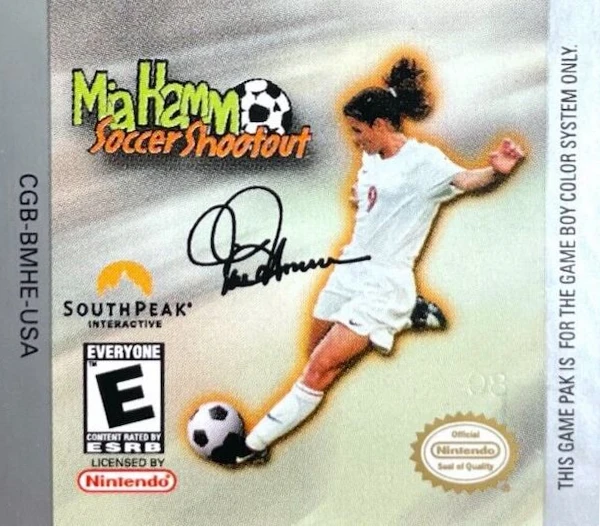 Mia Hamm
Soccer Shootout
9
SOUTHPEAK
INTERACTIVE
EVERYONE
E
CONTENT RATED BY
ESRB
LICENSED BY
Nintendo®
Official
Nintendo
Seal of Quality
08
CGB-BMHE-USA
THIS GAME PAK IS FOR THE GAME BOY COLOR SYSTEM ONLY.